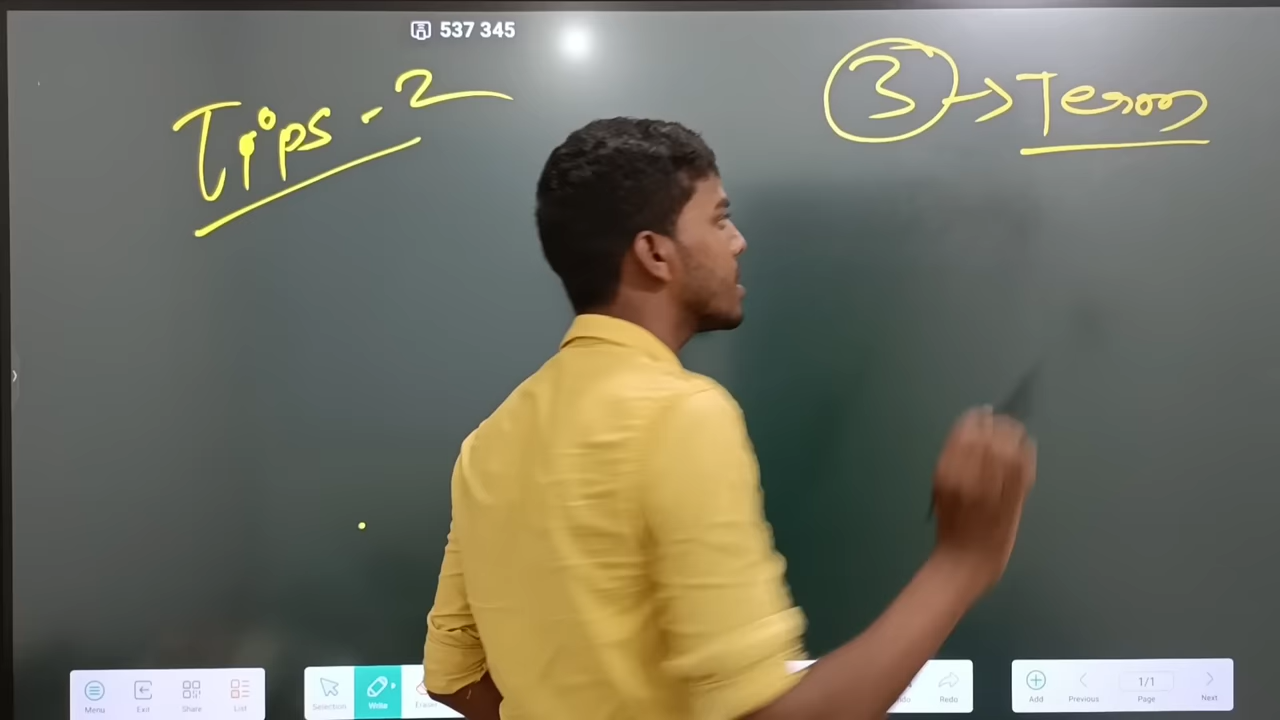 537 345
Tips - 2
3 → Term
Menu
Exit
Share
List
Selection
Write
Redo
Add
Previous
1/1
Page
Next